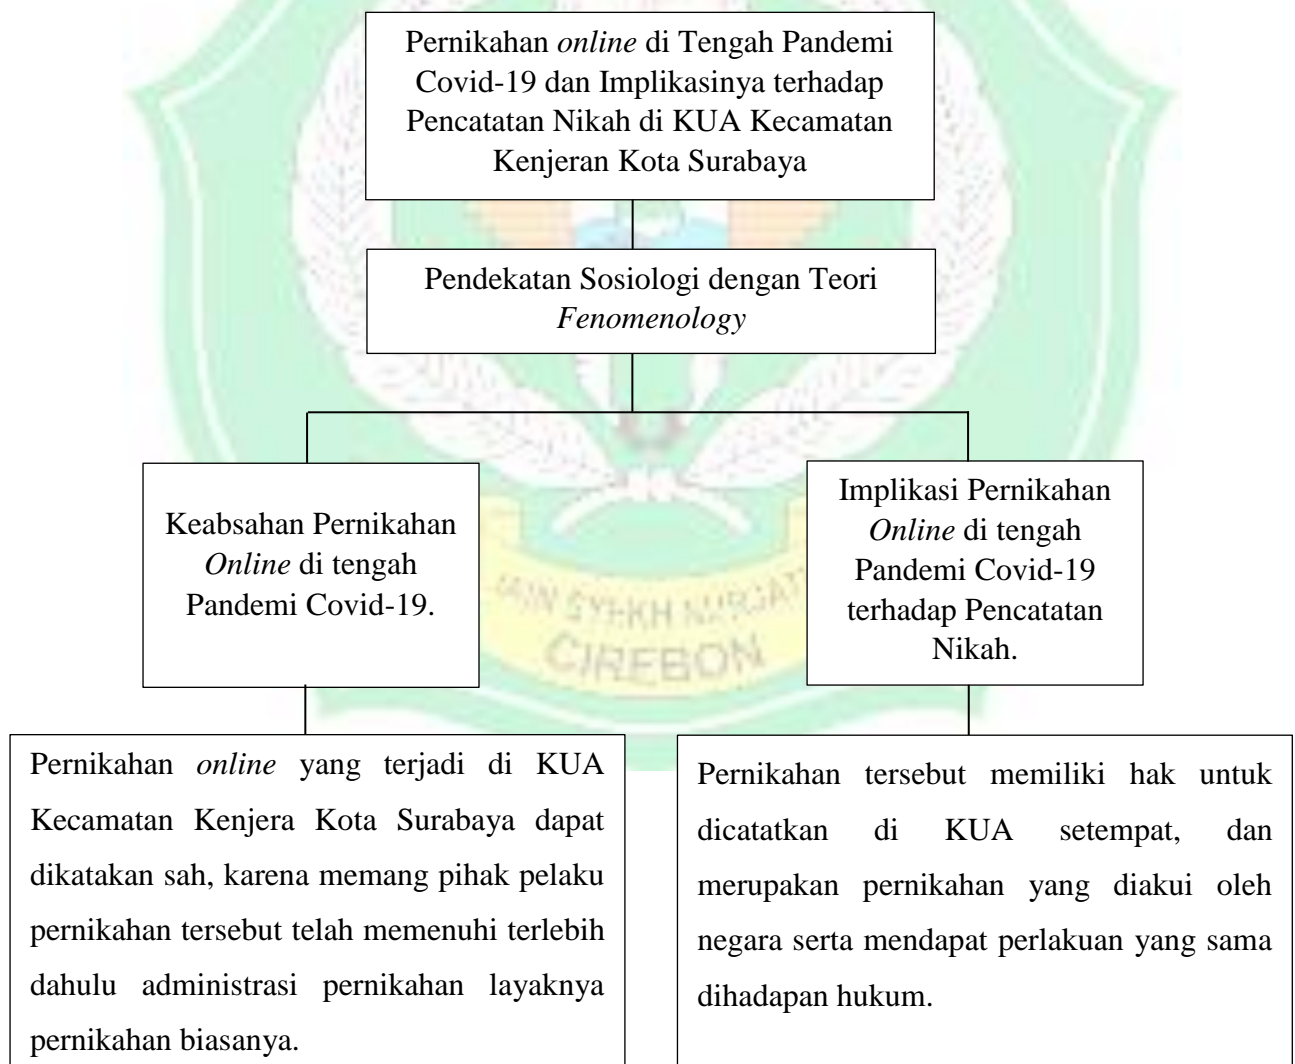 Pernikahan online di Tengah Pandemi
Covid-19 dan Implikasinya terhadap
Pencatatan Nikah di KUA Kecamatan
Kenjeran Kota Surabaya
Pendekatan Sosiologi dengan Teori
Fenomenology
Keabsahan Pernikahan
Online di tengah
Pandemi Covid-19.
Implikasi Pernikahan
Online di tengah
Pandemi Covid-19
terhadap Pencatatan
Nikah.
IAIN SYEKH NURJATI
CIREBON
Pernikahan online yang terjadi di KUA
Kecamatan Kenjera Kota Surabaya dapat
dikatakan sah, karena memang pihak pelaku
pernikahan tersebut telah memenuhi terlebih
dahulu administrasi pernikahan layaknya
pernikahan biasanya.
Pernikahan tersebut memiliki hak untuk
dicatatkan di KUA setempat, dan
merupakan pernikahan yang diakui oleh
negara serta mendapat perlakuan yang sama
dihadapan hukum.